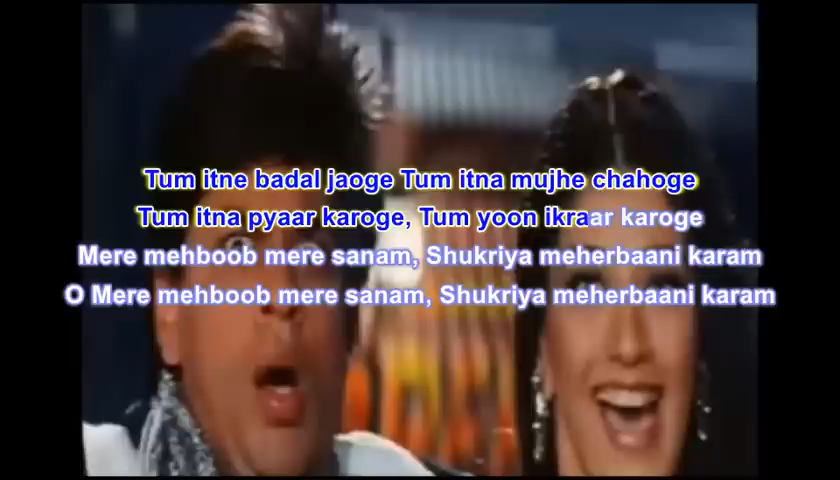 Tum itne badal jaoge Tum itna mujhe chahoge
Tum itna pyaar karoge, Tum yoon ikraar karoge
Mere mehboob mere sanam, Shukriya meherbaani karam
O Mere mehboob mere sanam, Shukriya meherbaani karam